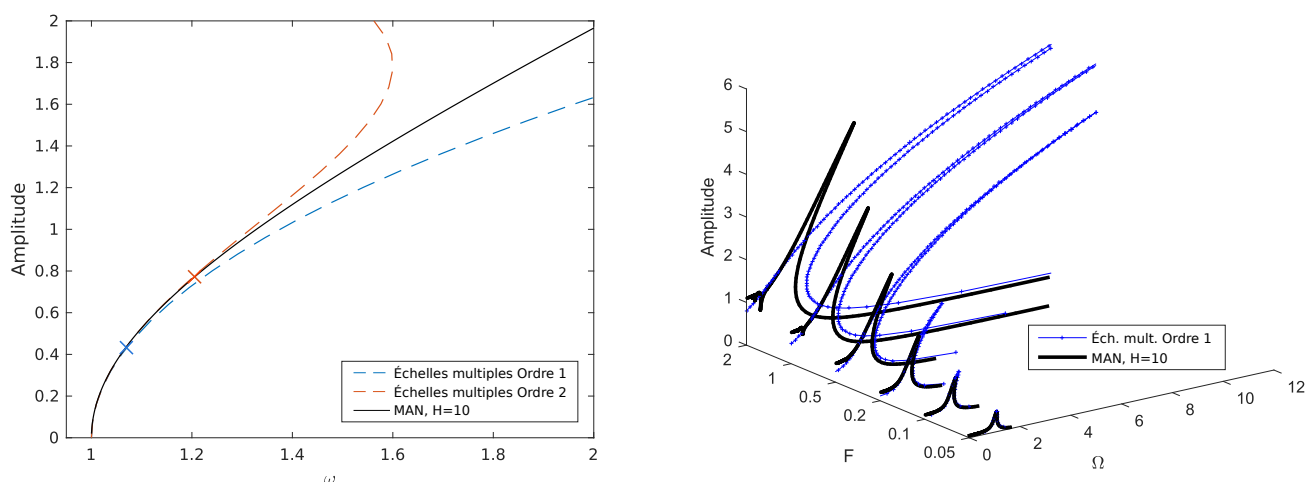 2
1.8
1.6
1.4
1.2
1
0.8
0.6
0.4
0.2
0
Amplitude
1 1.2 1.4 1.6 1.8 2
ω
Échelles multiples Ordre 1
Échelles multiples Ordre 2
MAN, H=10
6
5
4
3
2
1
0
Amplitude
2
1
0.5
0.2
0.1
0.05
F
0 2 4 6 8 10 12
Ω
Éch. mult. Ordre 1
MAN, H=10